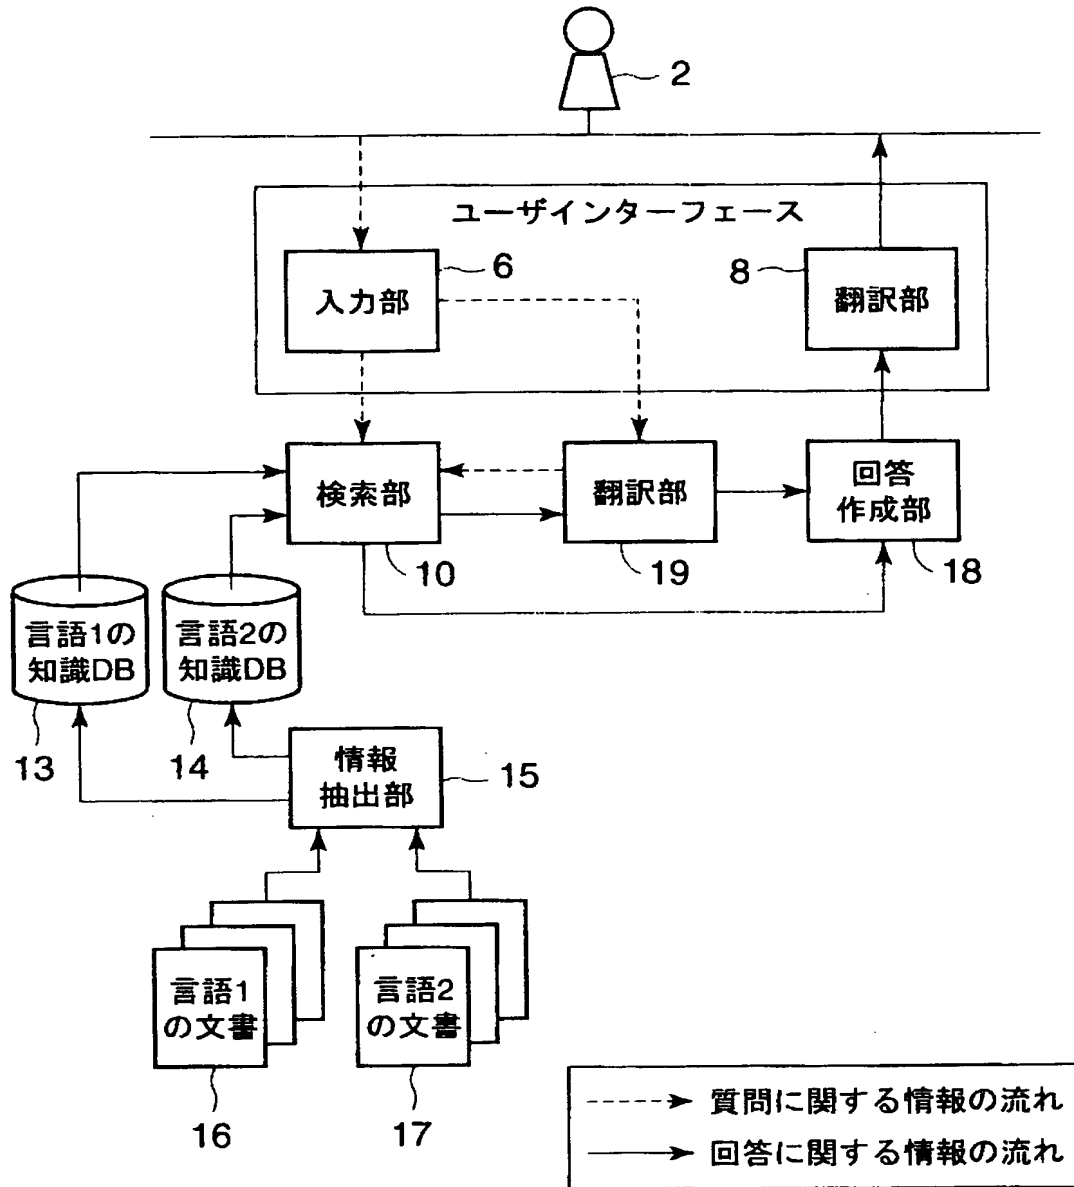 2
ユーザインターフェース
6
8
入力部
翻訳部
検索部
翻訳部
回答
作成部
10
19
18
言語1の
知識DB
言語2の
知識DB
13
14
情報
抽出部
15
言語1
の文書
言語2
の文書
16
17
質問に関する情報の流れ
回答に関する情報の流れ